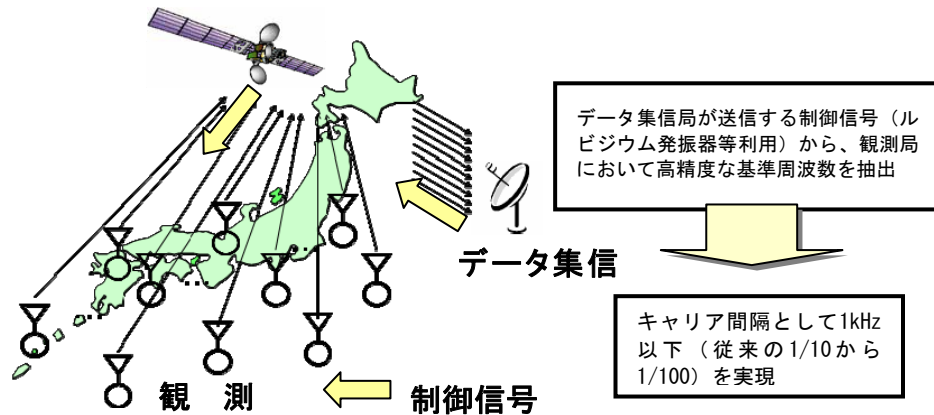 データ集信局が送信する制御信号（ル
ビジウム発振器等利用）から、観測局
において高精度な基準周波数を抽出
データ集信
キャリア間隔として1kHz
以下（従来の1/10から
1/100）を実現
観 測
制御信号